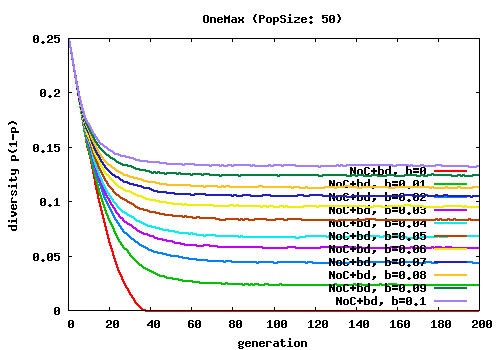 OneMax (PopSize: 50)
0.25
0.2
0.15
0.1
0.05
0
diversity p(1-p)
NoC+bd, b=0
NoC+bd, b=0.01
NoC+bd, b=0.02
NoC+bd, b=0.03
NoC+bd, b=0.04
NoC+bd, b=0.05
NoC+bd, b=0.06
NoC+bd, b=0.07
NoC+bd, b=0.08
NoC+bd, b=0.09
NoC+bd, b=0.1
0 20 40 60 80 100 120 140 160 180 200
generation